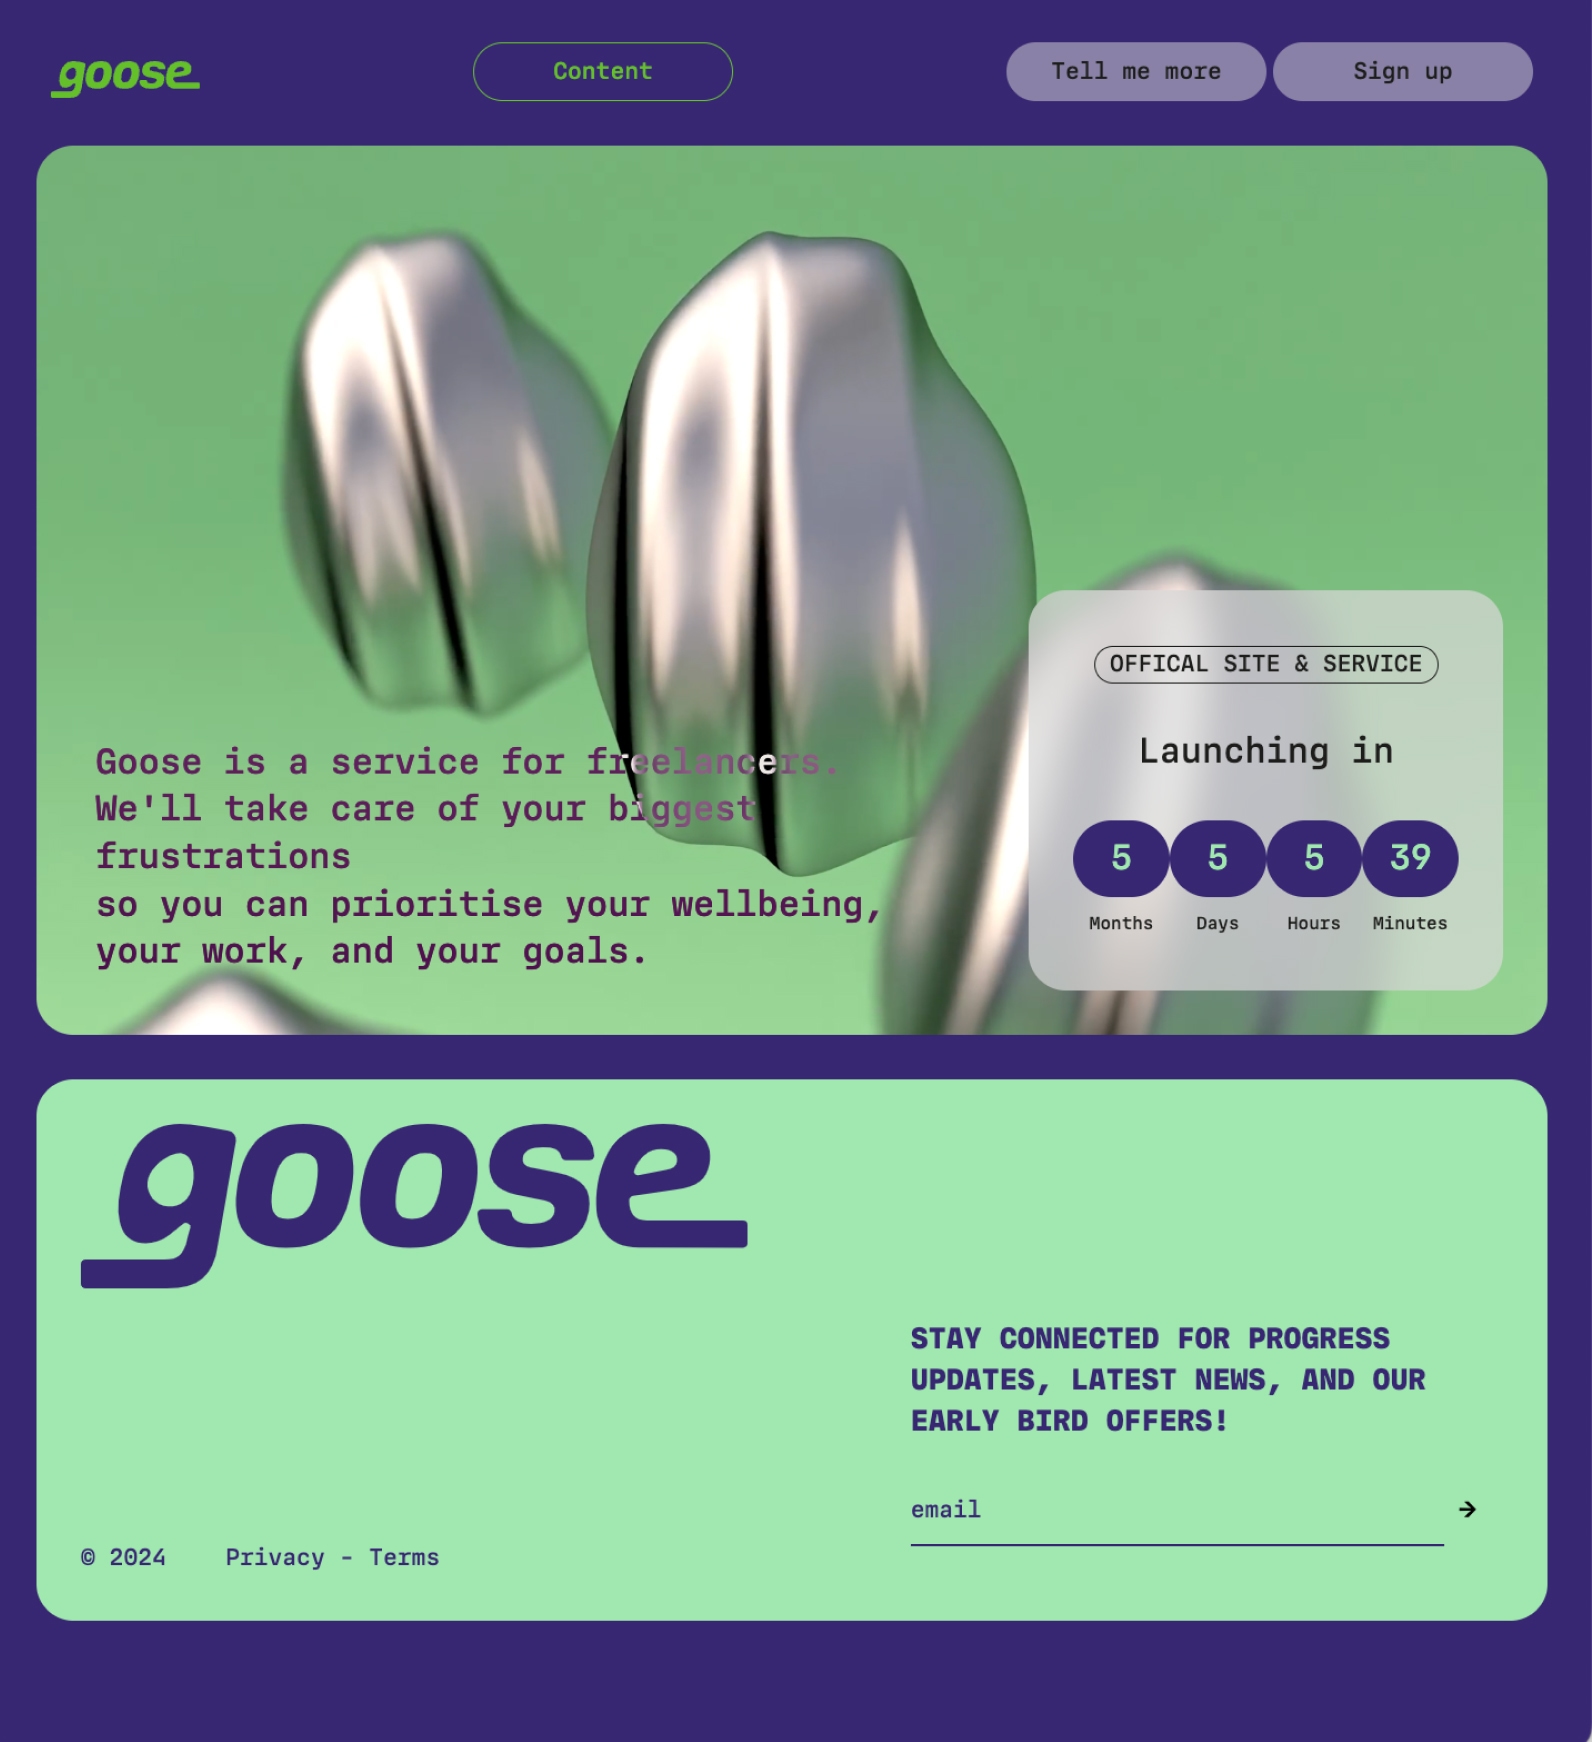 goose
Content
Tell me more
Sign up
Goose is a service for freelancers.
We'll take care of your biggest
frustrations
so you can prioritise your wellbeing,
your work, and your goals.
OFFICAL SITE & SERVICE
Launching in
5 5 5 39
Months Days Hours Minutes
goose
STAY CONNECTED FOR PROGRESS
UPDATES, LATEST NEWS, AND OUR
EARLY BIRD OFFERS!
email →
© 2024 Privacy - Terms